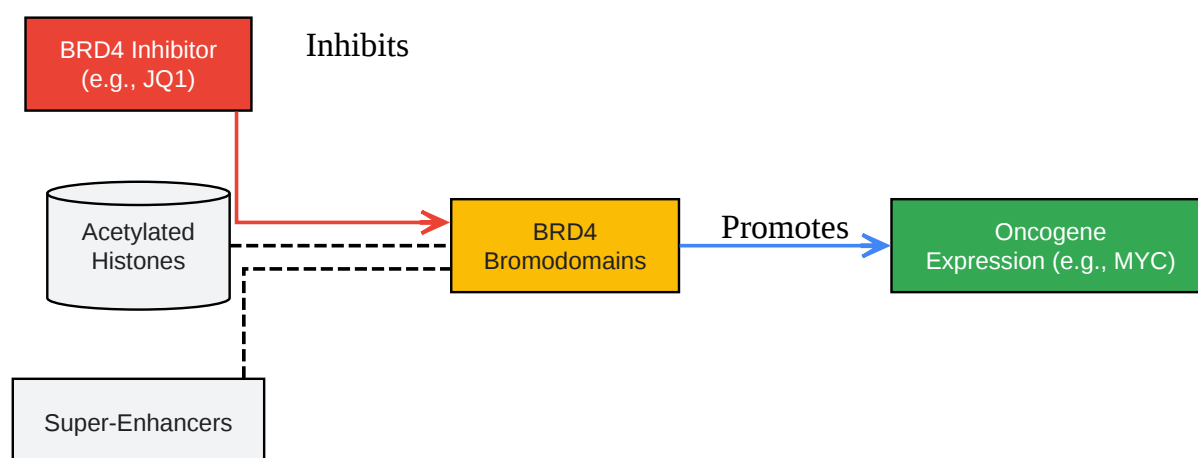 BRD4 Inhibitor
(e.g., JQ1)
Inhibits
Acetylated
Histones
BRD4
Bromodomains
Promotes
Oncogene
Expression (e.g., MYC)
Super-Enhancers